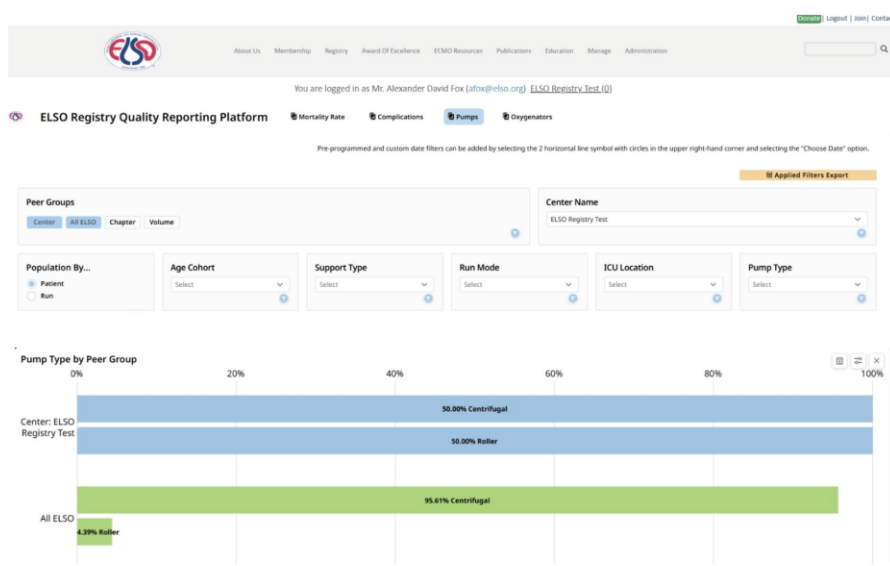 Donate | Logout | Join | Conta
ELSO
About Us Membership Registry Award Of Excellence ECMO Resources Publications Education Manage Administration
You are logged in as Mr. Alexander David Fox (afox@elso.org) ELSO Registry Test (0)
ELSO Registry Quality Reporting Platform Mortality Rate Complications Pumps Oxygenators
Pre-programmed and custom date filters can be added by selecting the 2 horizontal line symbol with circles in the upper right-hand corner and selecting the "Choose Date" option.
Applied Filters Export
Peer Groups
Center All ELSO Chapter Volume
Center Name
ELSO Registry Test
Population By...
Patient
Run
Age Cohort
Select
Support Type
Select
Run Mode
Select
ICU Location
Select
Pump Type
Select
Pump Type by Peer Group
0% 20% 40% 60% 80% 100%
Center: ELSO
Registry Test
50.00% Centrifugal
50.00% Roller
All ELSO
95.61% Centrifugal
4.39% Roller